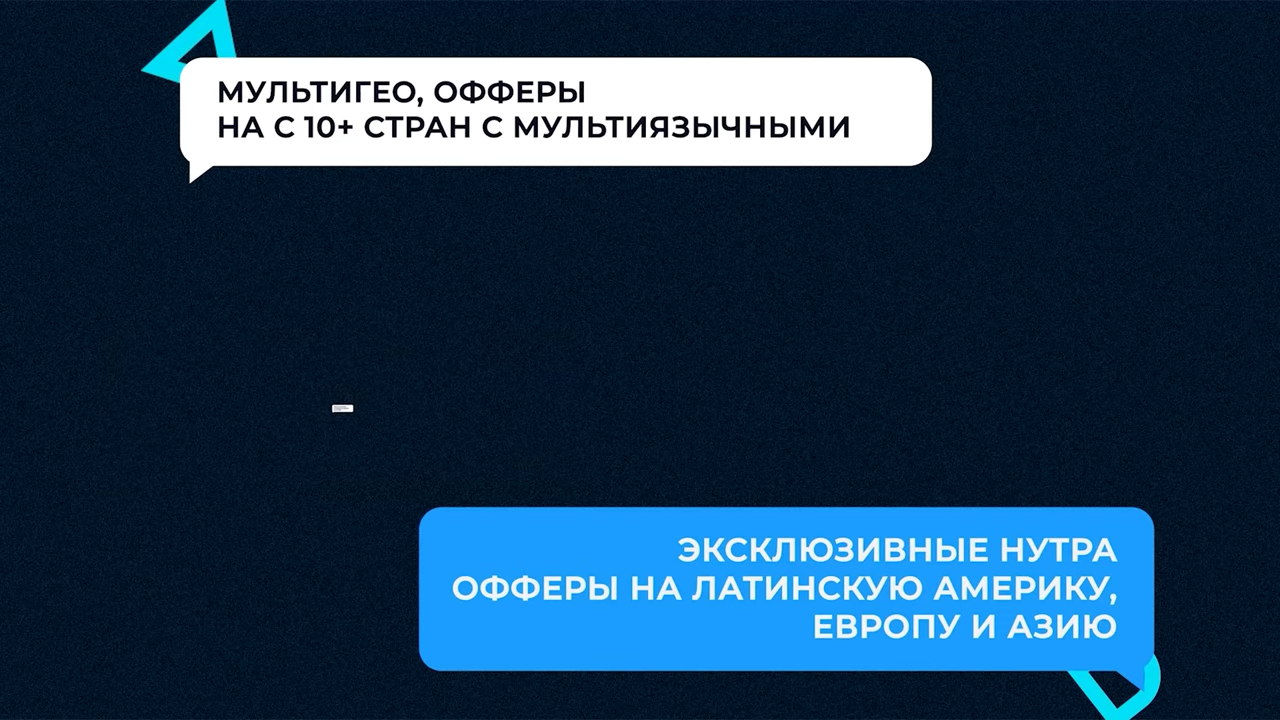 МУЛЬТИГЕО, ОФФЕРЫ
НА С 10+ СТРАН С МУЛЬТИЯЗЫЧНЫМИ
ЭКСКЛЮЗИВНЫЕ НУТРА
ОФФЕРЫ НА ЛАТИНСКУЮ АМЕРИКУ,
ЕВРОПУ И АЗИЮ